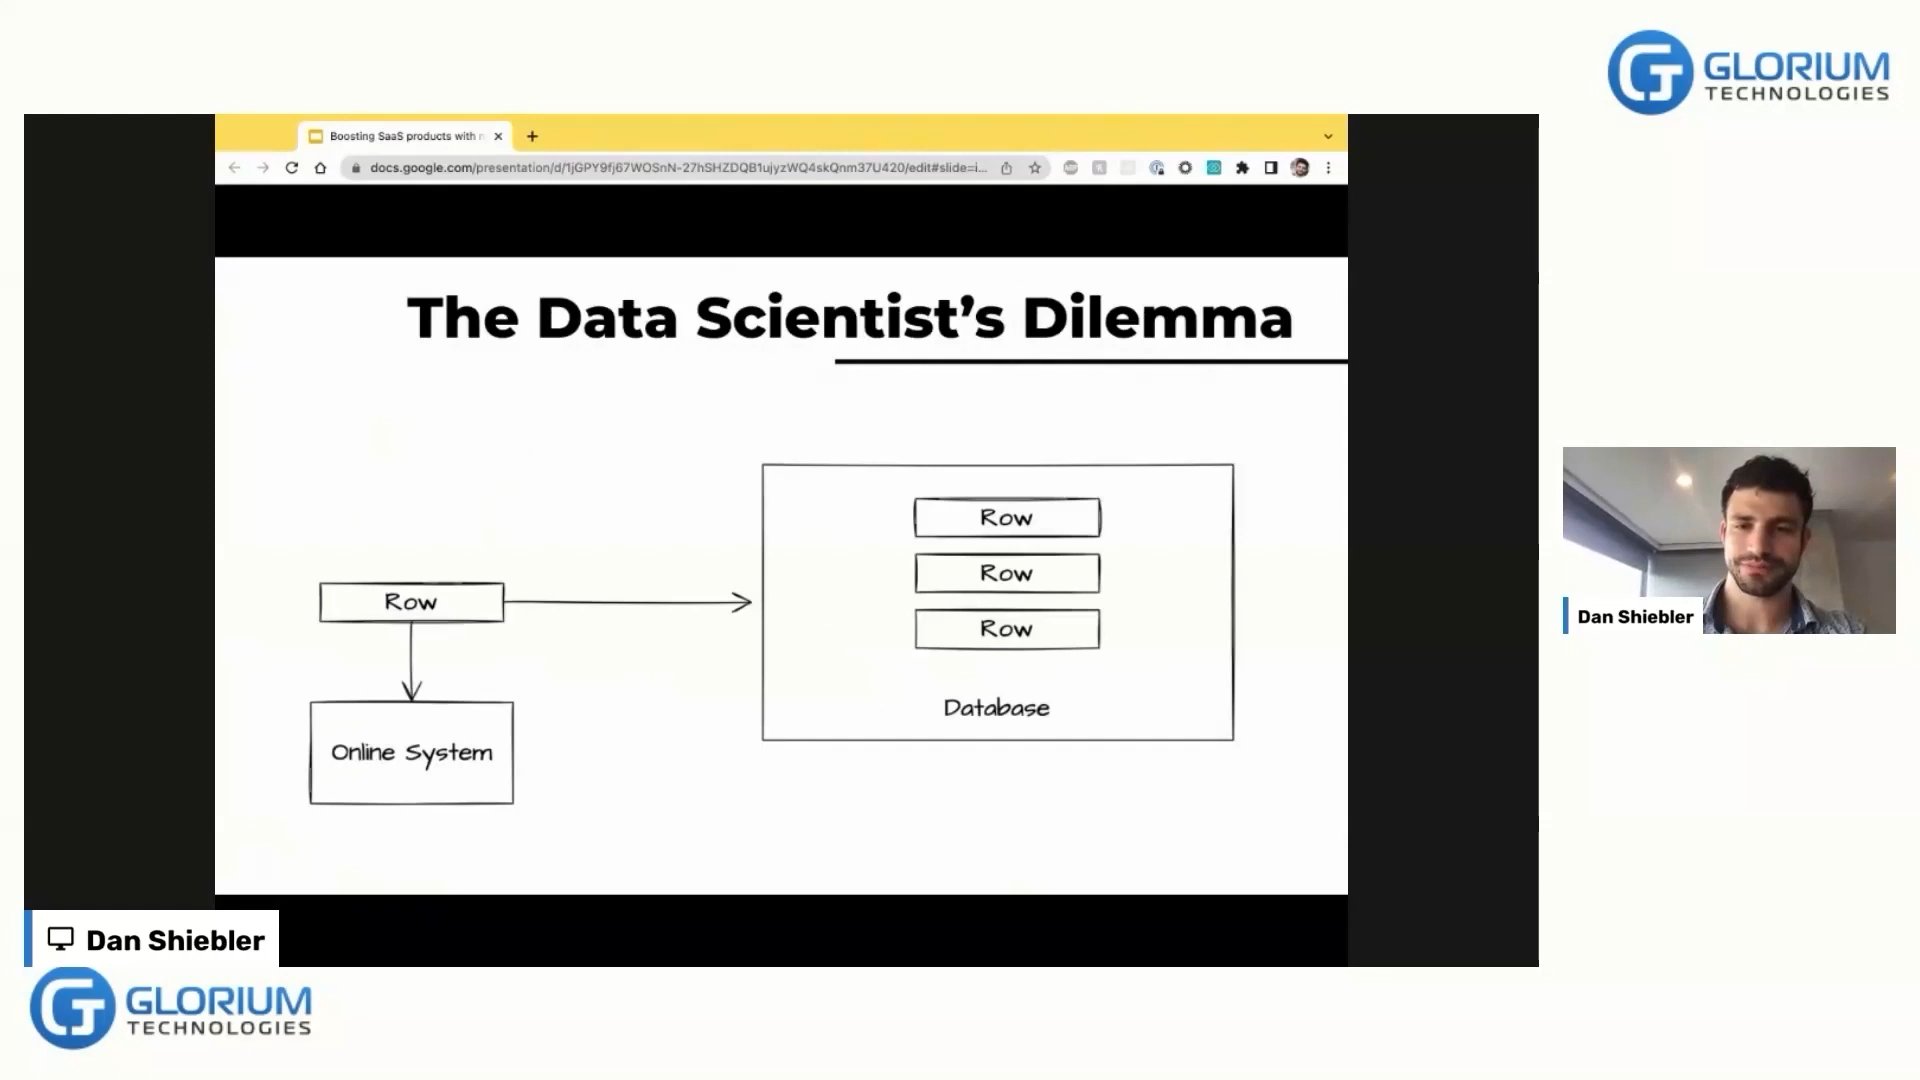 GLORIUM
TECHNOLOGIES
Boosting SaaS products with
docs.google.com/presentation/d/1jGPY9fj67WOSnN-27hSHZDQB1ujyzWQ4skQnm37U420/edit#slide=i...
The Data Scientist's Dilemma
Row
Row
Row
Row
Database
Online System
Dan Shiebler
Dan Shiebler
GLORIUM
TECHNOLOGIES